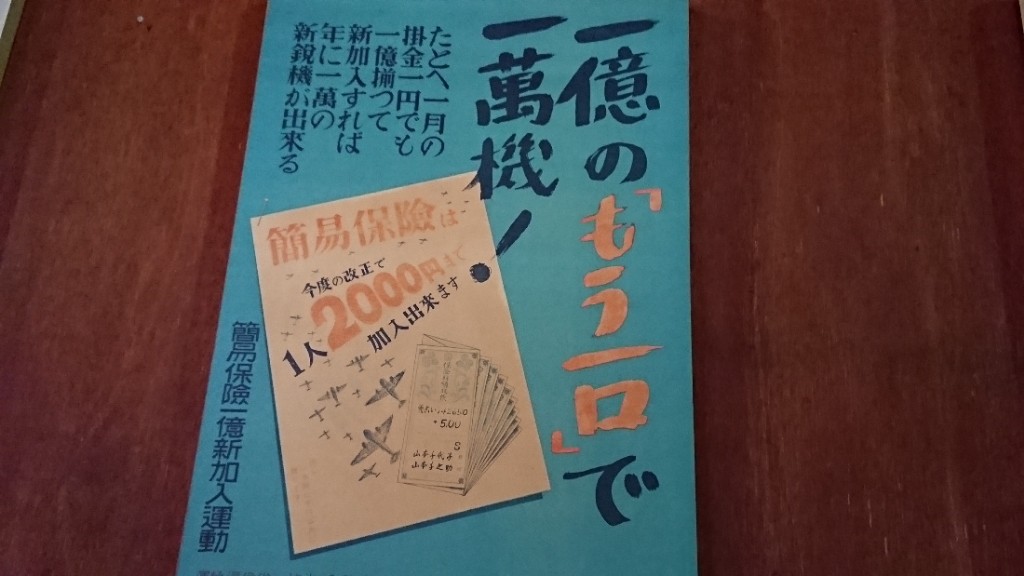 一億の「もう一口」で
一萬機!
たとへ一月の
掛金一円でも
一億揃つて
新加入すれば
年に一萬の
新鋭機が出來る
簡易保險は
今度の改正で
2000円まで
1人 加入出來ます
5.00
S
簡易保險一億新加入運動